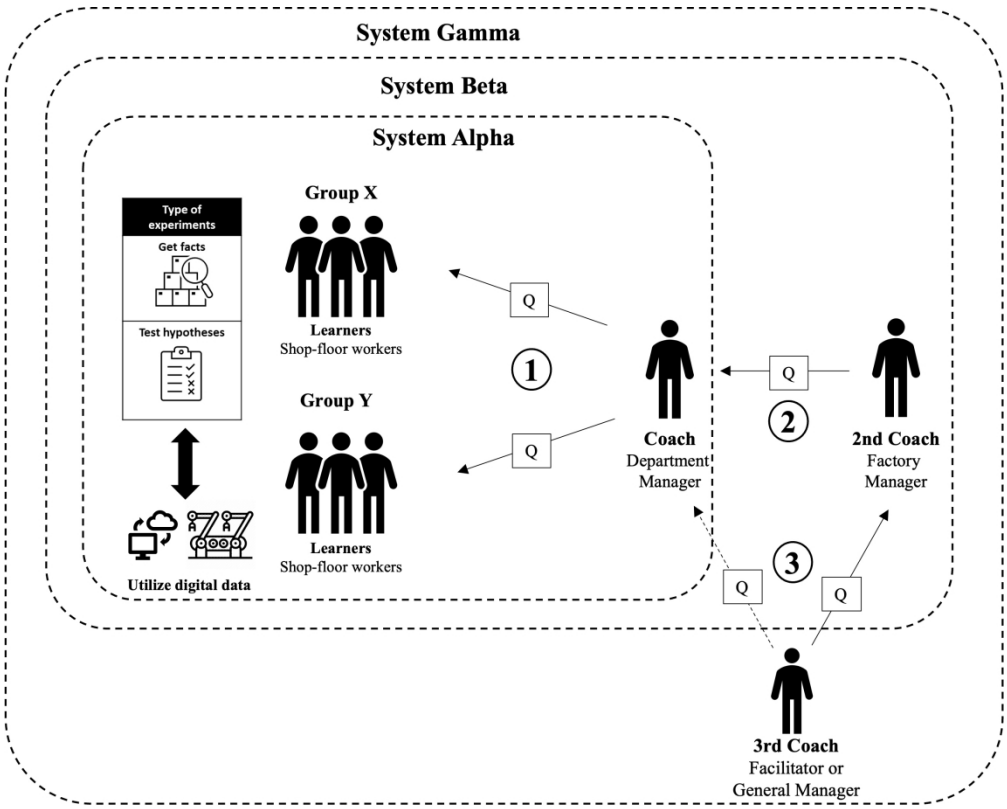 System Gamma
System Beta
System Alpha
Type of
experiments
Get facts
Test hypotheses
Utilize digital data
Group X
Learners
Shop-floor workers
Group Y
Learners
Shop-floor workers
Q
1
Q
Coach
Department
Manager
Q
2
2nd Coach
Factory
Manager
3
Q
Q
3rd Coach
Facilitator or
General Manager